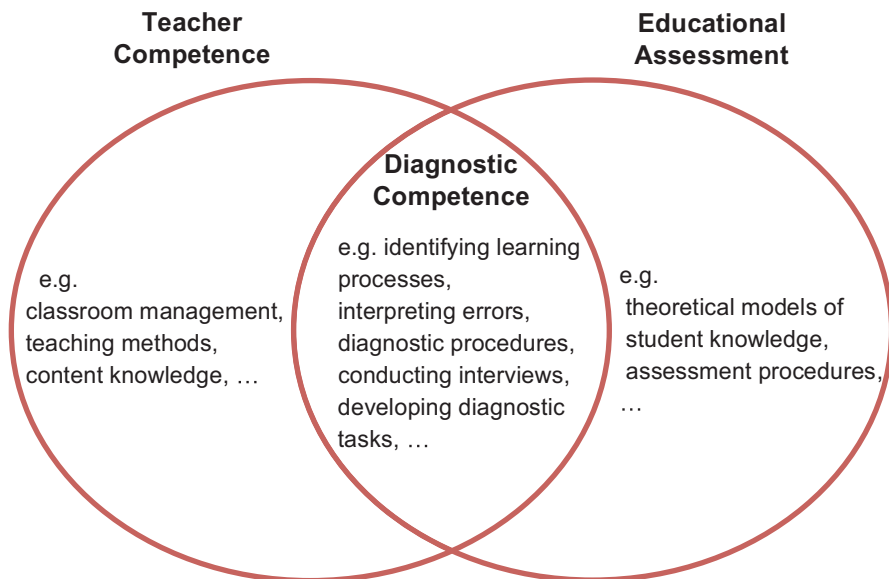 Teacher
Competence
Educational
Assessment
Diagnostic
Competence
e.g.
classroom management,
teaching methods,
content knowledge, …
e.g. identifying learning
processes,
interpreting errors,
diagnostic procedures,
conducting interviews,
developing diagnostic
tasks, …
e.g.
theoretical models of
student knowledge,
assessment procedures,
…